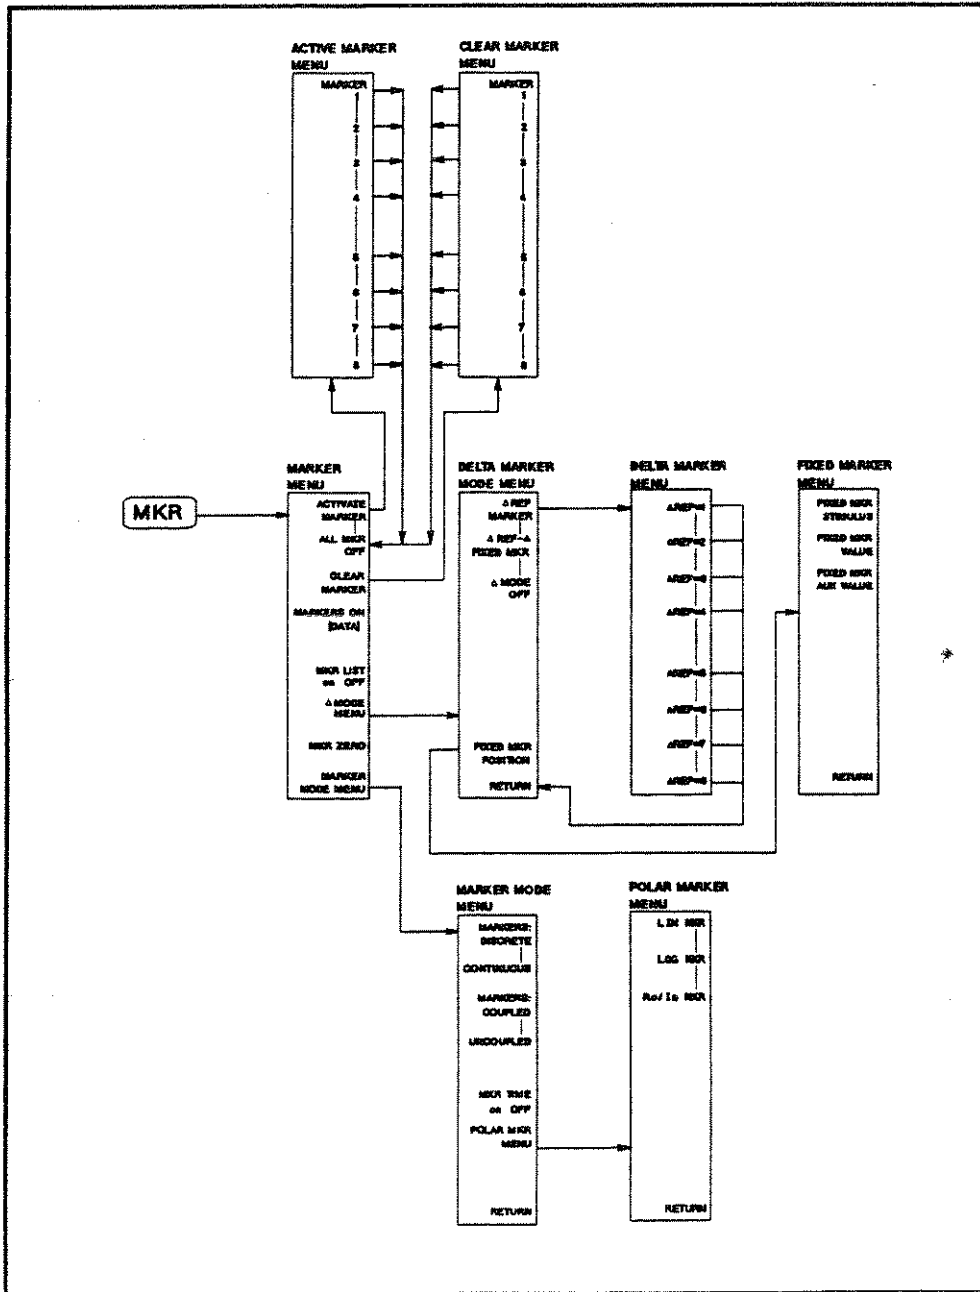 ACTIVE MARKER
MENU
MARKER
1
2
3
4
5
6
7
8
CLEAR MARKER
MENU
MARKER
1
2
3
4
5
6
7
8
MKR
MARKER
MENU
ACTIVATE
MARKER
ALL MKR
OFF
CLEAR
MARKER
MARKERS ON
[DATA]
MKR LIST
on OFF
Δ MODE
MENU
MKR ZERO
MARKER
MODE MENU
DELTA MARKER
MODE MENU
Δ REF
MARKER
Δ REF-Δ
FIXED MKR
Δ MODE
OFF
FIXED MKR
POSITION
RETURN
DELTA MARKER
MENU
ΔREF=1
ΔREF=2
ΔREF=3
ΔREF=4
ΔREF=5
ΔREF=6
ΔREF=7
ΔREF=8
FIXED MARKER
MENU
FIXED MKR
STIMULUS
FIXED MKR
VALUE
FIXED MKR
AUX VALUE
RETURN
MARKER MODE
MENU
MARKERS:
DISCRETE
CONTINUOUS
MARKERS:
COUPLED
UNCOUPLED
MKR TIME
on OFF
POLAR MKR
MENU
RETURN
POLAR MARKER
MENU
LIN MKR
LOG MKR
Re/Im MKR
RETURN